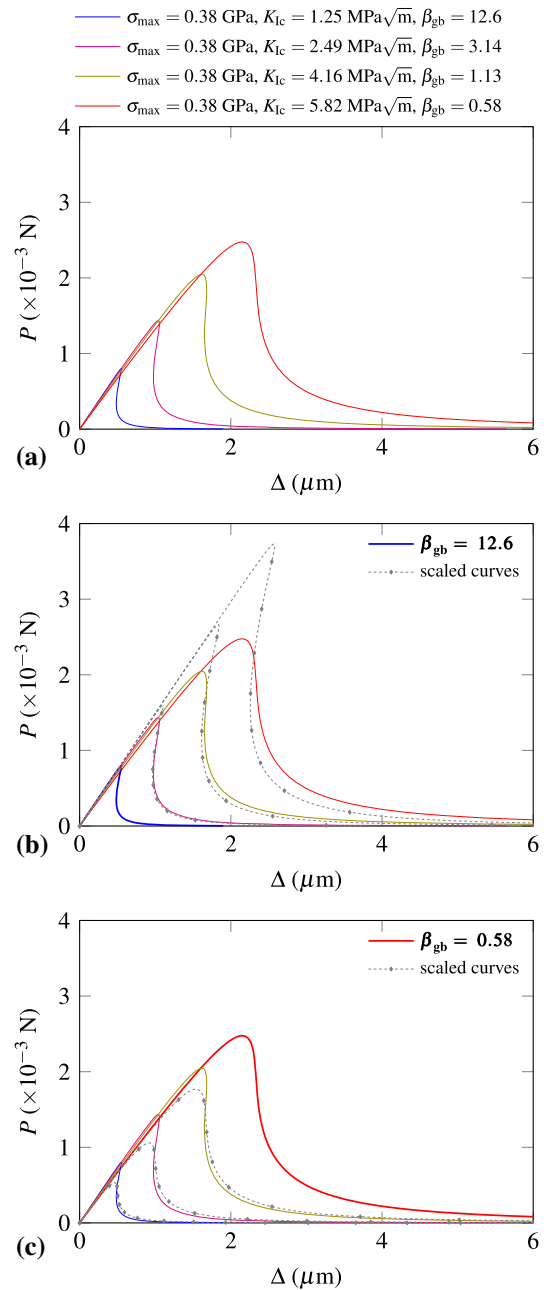 σmax = 0.38 GPa, KIc = 1.25 MPa√m, βgb = 12.6
σmax = 0.38 GPa, KIc = 2.49 MPa√m, βgb = 3.14
σmax = 0.38 GPa, KIc = 4.16 MPa√m, βgb = 1.13
σmax = 0.38 GPa, KIc = 5.82 MPa√m, βgb = 0.58
4
3
2
1
0
P (×10⁻³ N)
0 2 4 6
Δ (μm)
(a)
βgb = 12.6
scaled curves
4
3
2
1
0
P (×10⁻³ N)
0 2 4 6
Δ (μm)
(b)
βgb = 0.58
scaled curves
4
3
2
1
0
P (×10⁻³ N)
0 2 4 6
Δ (μm)
(c)